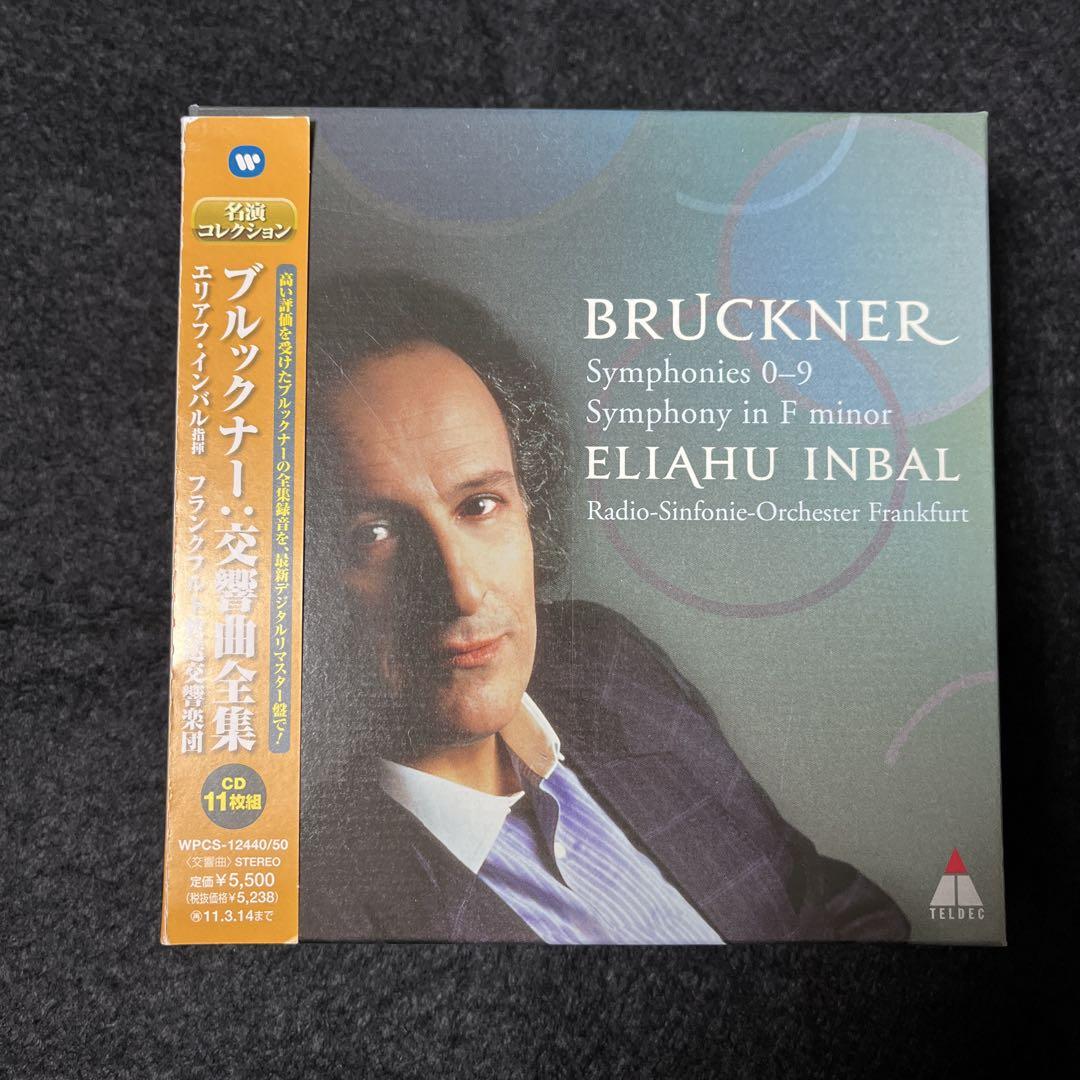 名演
コレクション
高い評価を受けたブルックナーの全集録音を、最新デジタルリマスター盤で!
ブルックナー:交響曲全集
エリアフ・インバル指揮 フランクフルト放送交響楽団
CD
11枚組
WPCS-12440/50
〈交響曲〉STEREO
定価¥5,500
(税抜価格¥5,238)
㊢11.3.14まで
BRUCKNER
Symphonies 0–9
Symphony in F minor
ELIAHU INBAL
Radio-Sinfonie-Orchester Frankfurt
TELDEC